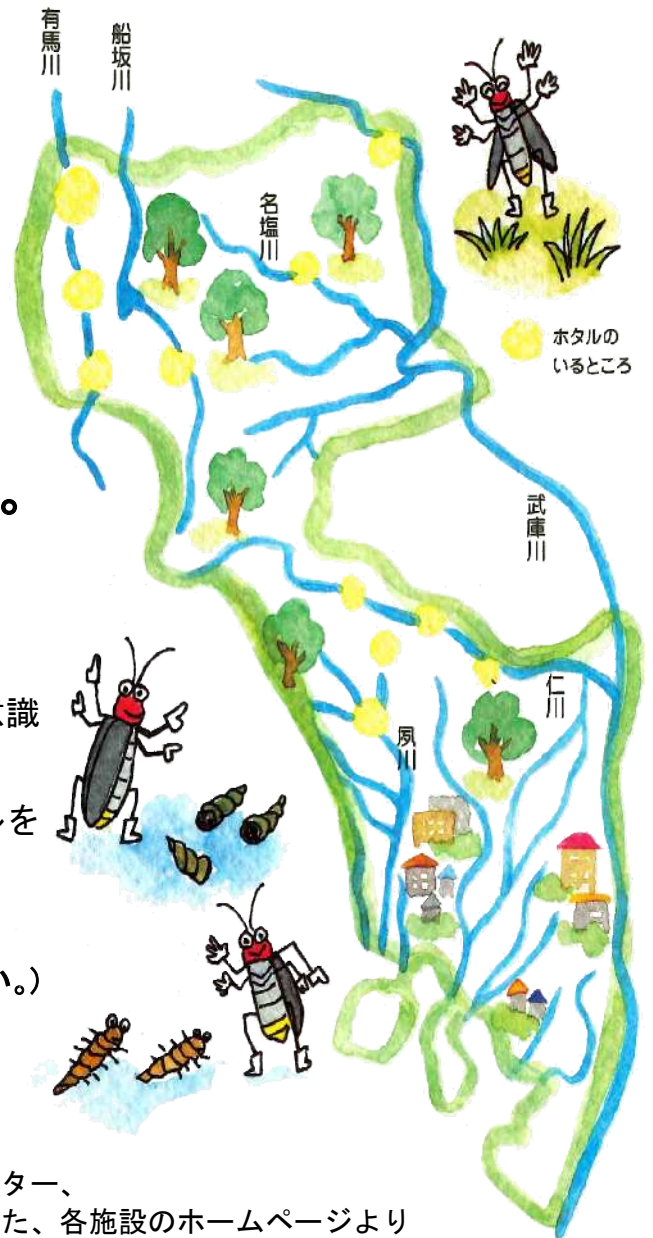 有馬川
船坂川
名塩川
ホタルの
いるところ
。
武庫川
識
仁川
夙川
ルを
い。)
ター、
た、各施設のホームページより